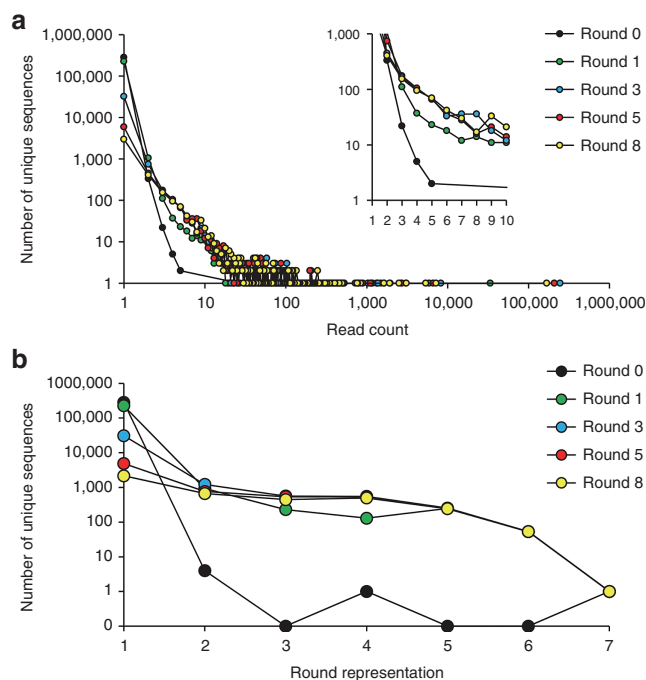 a
1,000,000
100,000
10,000
1,000
100
10
1
Number of unique sequences
1 10 100 1,000 10,000 100,000 1,000,000
Read count
1,000
100
10
1
1 2 3 4 5 6 7 8 9 10
Round 0
Round 1
Round 3
Round 5
Round 8
b
1000,000
100,000
10,000
1,000
100
10
1
0
Number of unique sequences
1 2 3 4 5 6 7
Round representation
Round 0
Round 1
Round 3
Round 5
Round 8